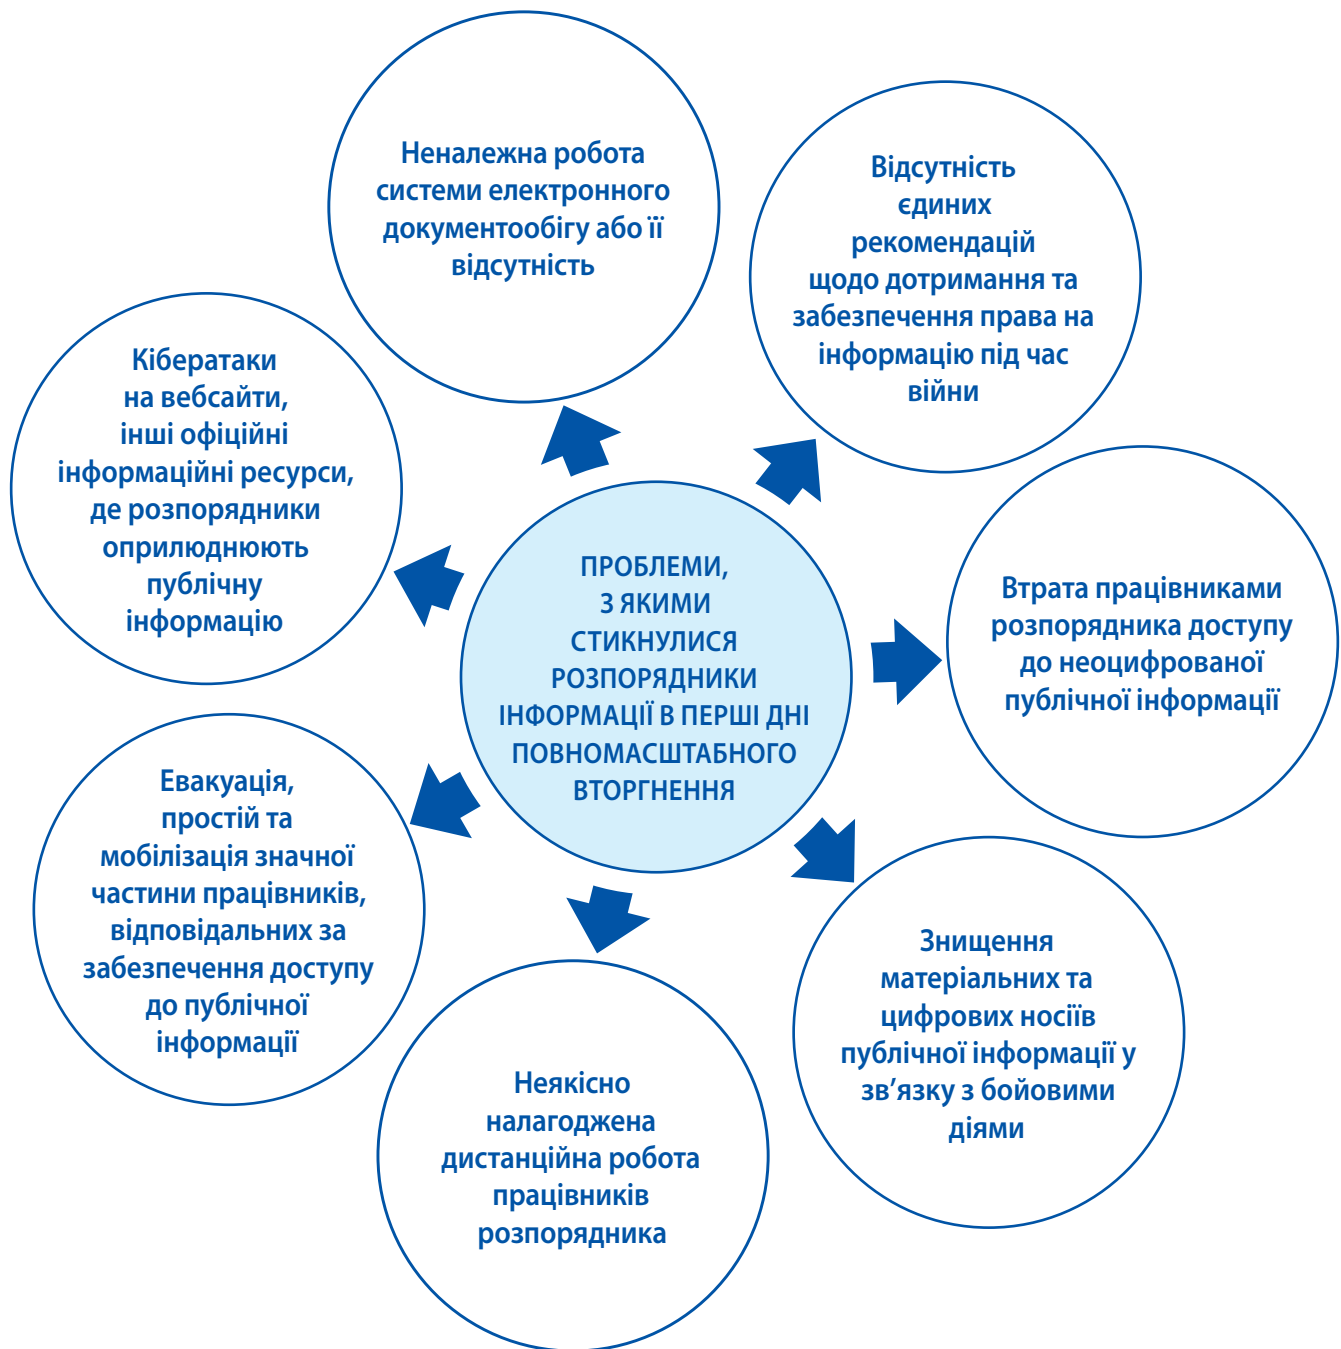 Неналежна робота
системи електронного
документообігу або її
відсутність
Відсутність
єдиних
рекомендацій
щодо дотримання та
забезпечення права на
інформацію під час
війни
Кібератаки
на вебсайти,
інші офіційні
інформаційні ресурси,
де розпорядники
оприлюднюють
публічну
інформацію
ПРОБЛЕМИ,
З ЯКИМИ
СТИКНУЛИСЯ
РОЗПОРЯДНИКИ
ІНФОРМАЦІЇ В ПЕРШІ ДНІ
ПОВНОМАСШТАБНОГО
ВТОРГНЕННЯ
Втрата працівниками
розпорядника доступу
до неоцифрованої
публічної інформації
Евакуація,
простій та
мобілізація значної
частини працівників,
відповідальних за
забезпечення доступу
до публічної
інформації
Знищення
матеріальних та
цифрових носіїв
публічної інформації у
зв’язку з бойовими
діями
Неякісно
налагоджена
дистанційна робота
працівників
розпорядника